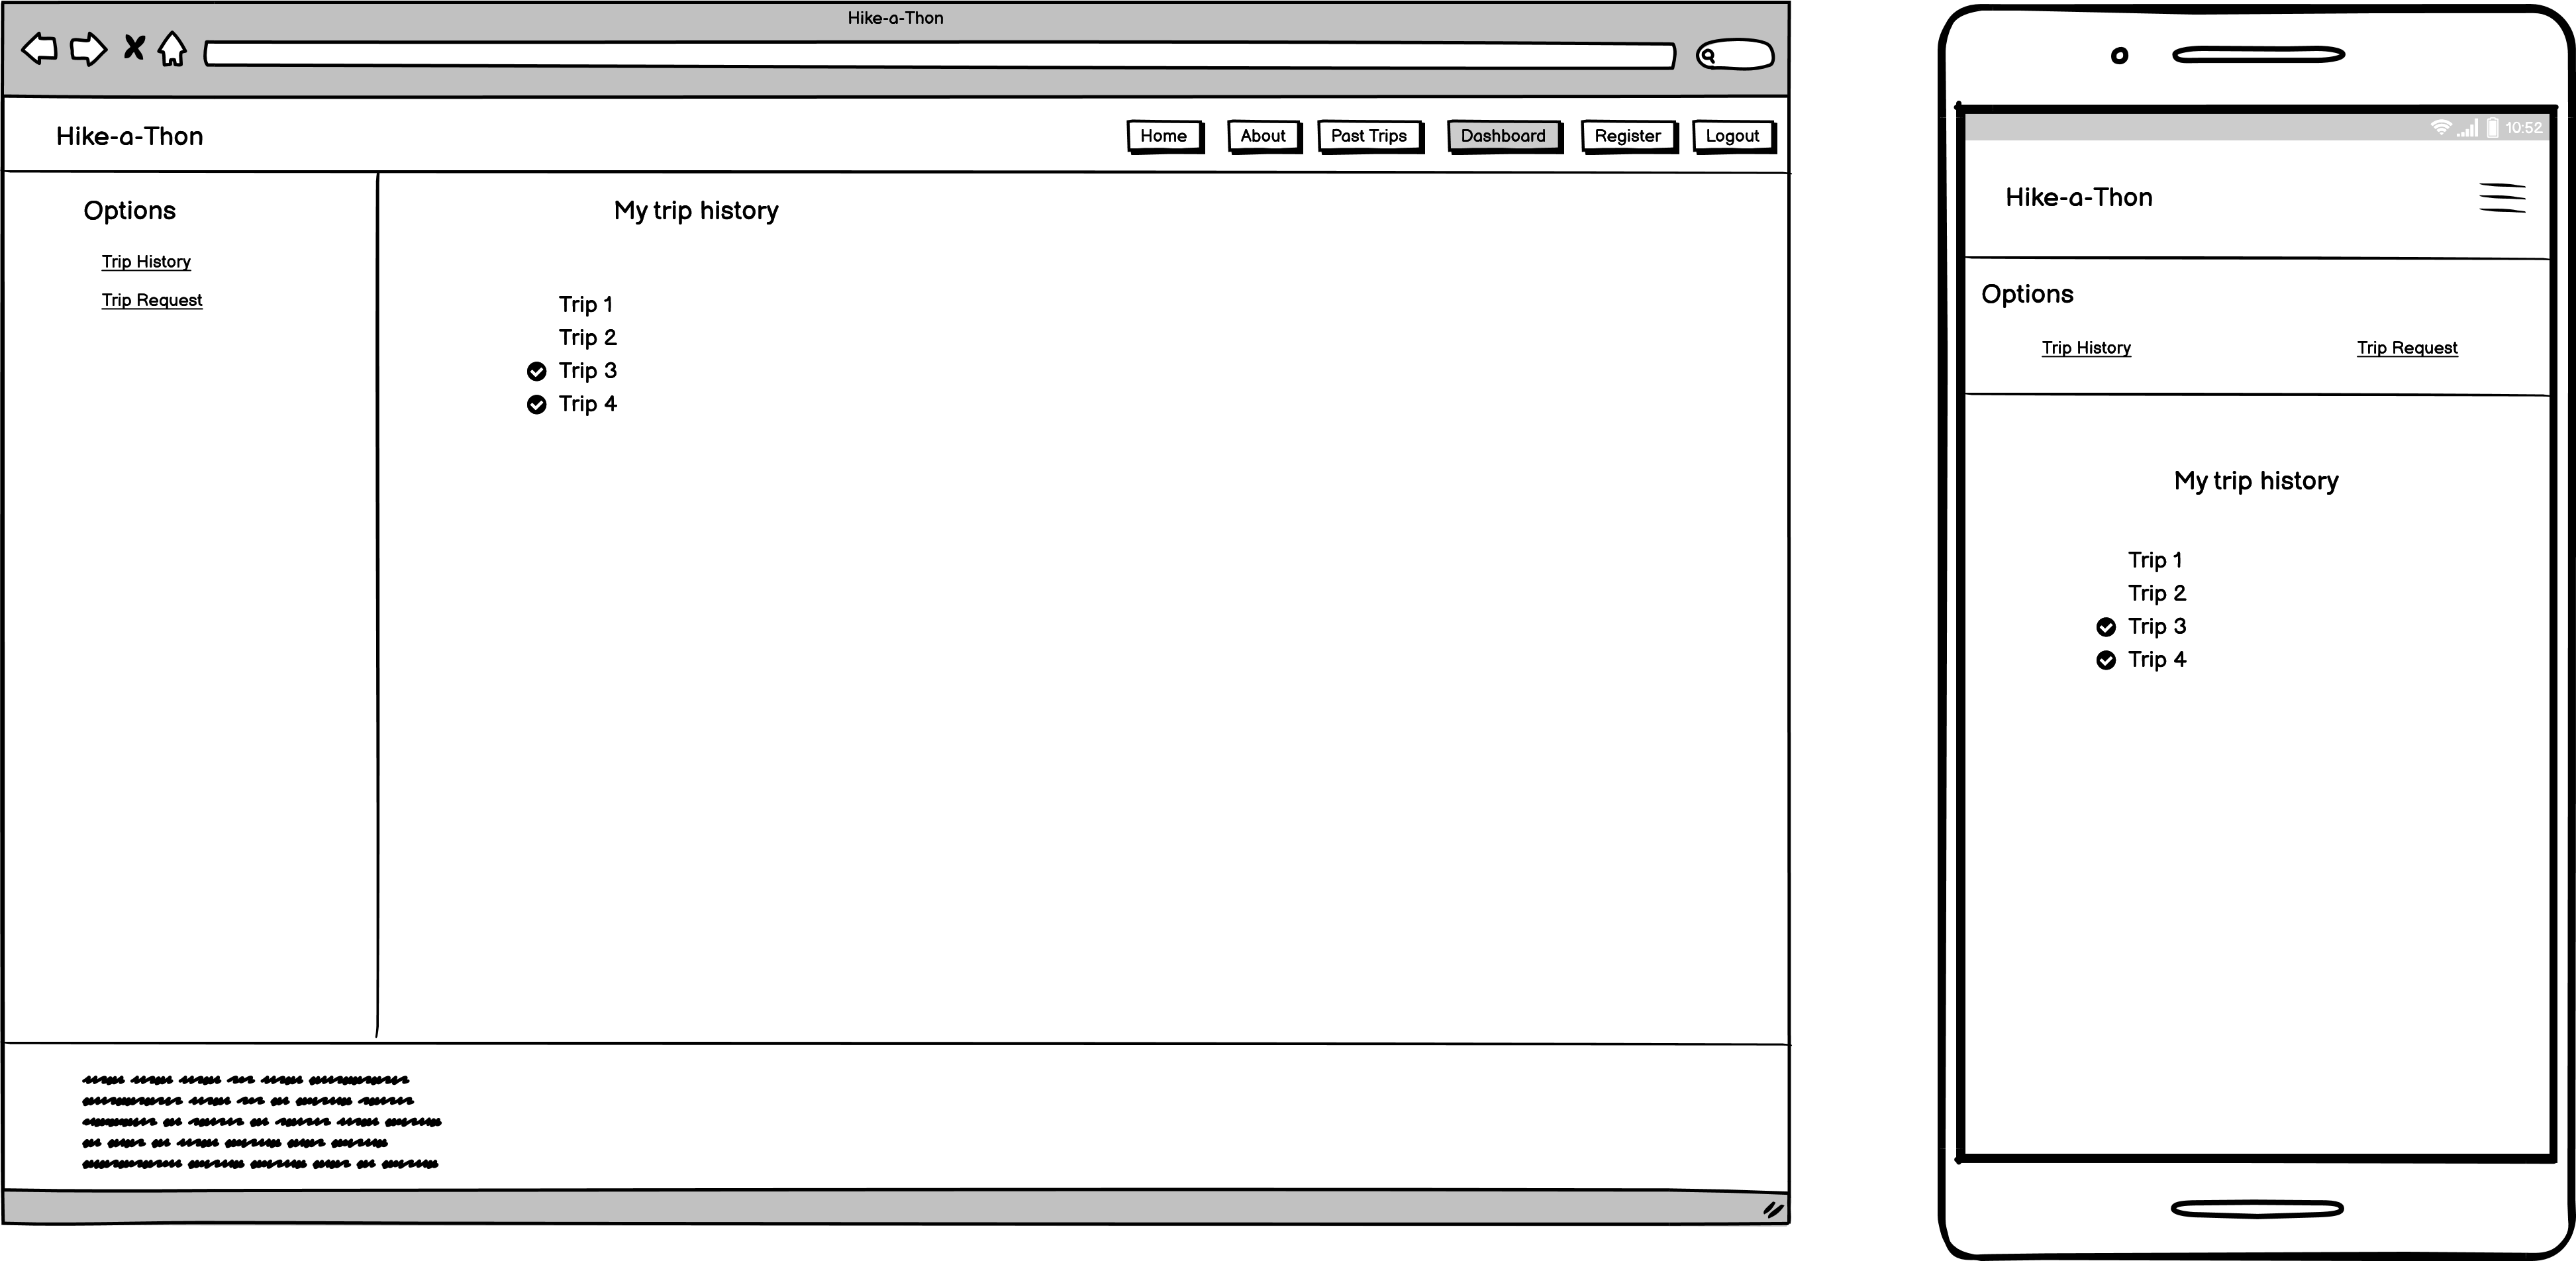 Hike-a-Thon
Hike-a-Thon
Home
About
Past Trips
Dashboard
Register
Logout
Options
Trip History
Trip Request
My trip history
Trip 1
Trip 2
Trip 3
Trip 4
10:52
Hike-a-Thon
Options
Trip History
Trip Request
My trip history
Trip 1
Trip 2
Trip 3
Trip 4